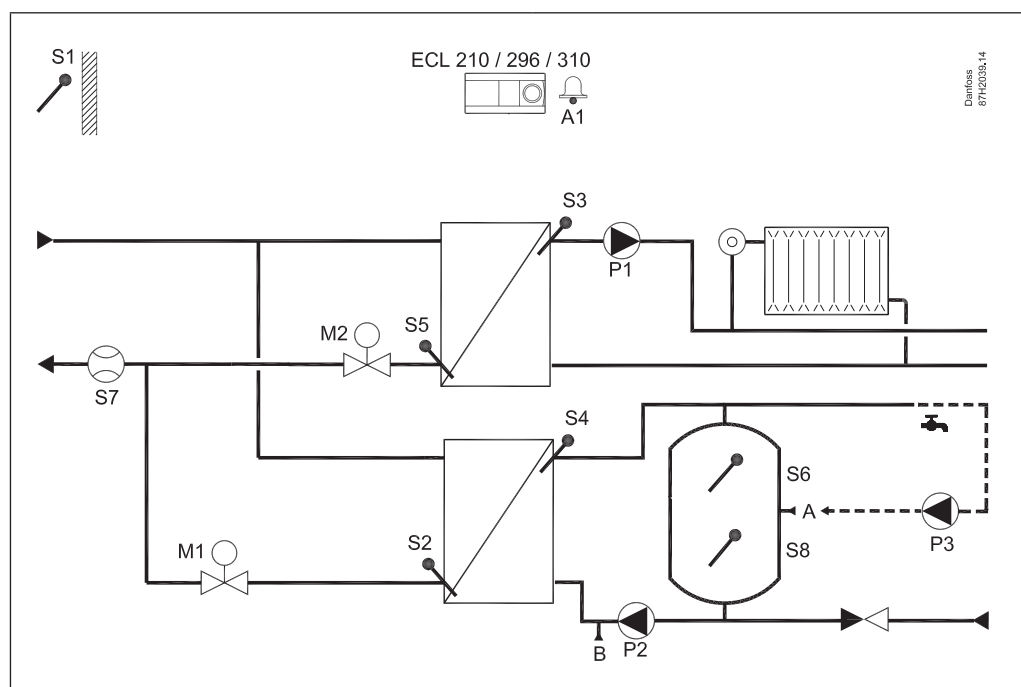 S1
ECL 210 / 296 / 310
A1
Danfoss
87H2039.14
S3
P1
M2
S5
S7
S4
S6
A
S8
P3
M1
S2
B
P2